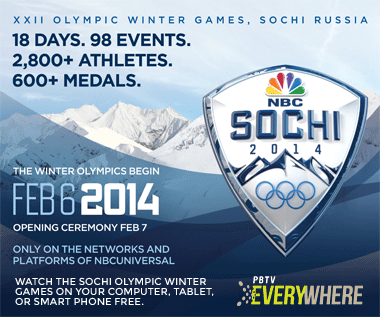 XXII OLYMPIC WINTER GAMES, SOCHI RUSSIA
18 DAYS. 98 EVENTS.
2,800+ ATHLETES.
600+ MEDALS.
NBC
SOCHI
2014
THE WINTER OLYMPICS BEGIN
FEB 6 2014
OPENING CEREMONY FEB 7
ONLY ON THE NETWORKS AND
PLATFORMS OF NBCUNIVERSAL
WATCH THE SOCHI OLYMPIC WINTER
GAMES ON YOUR COMPUTER, TABLET,
OR SMART PHONE FREE.
PBTV
EVERYWHERE